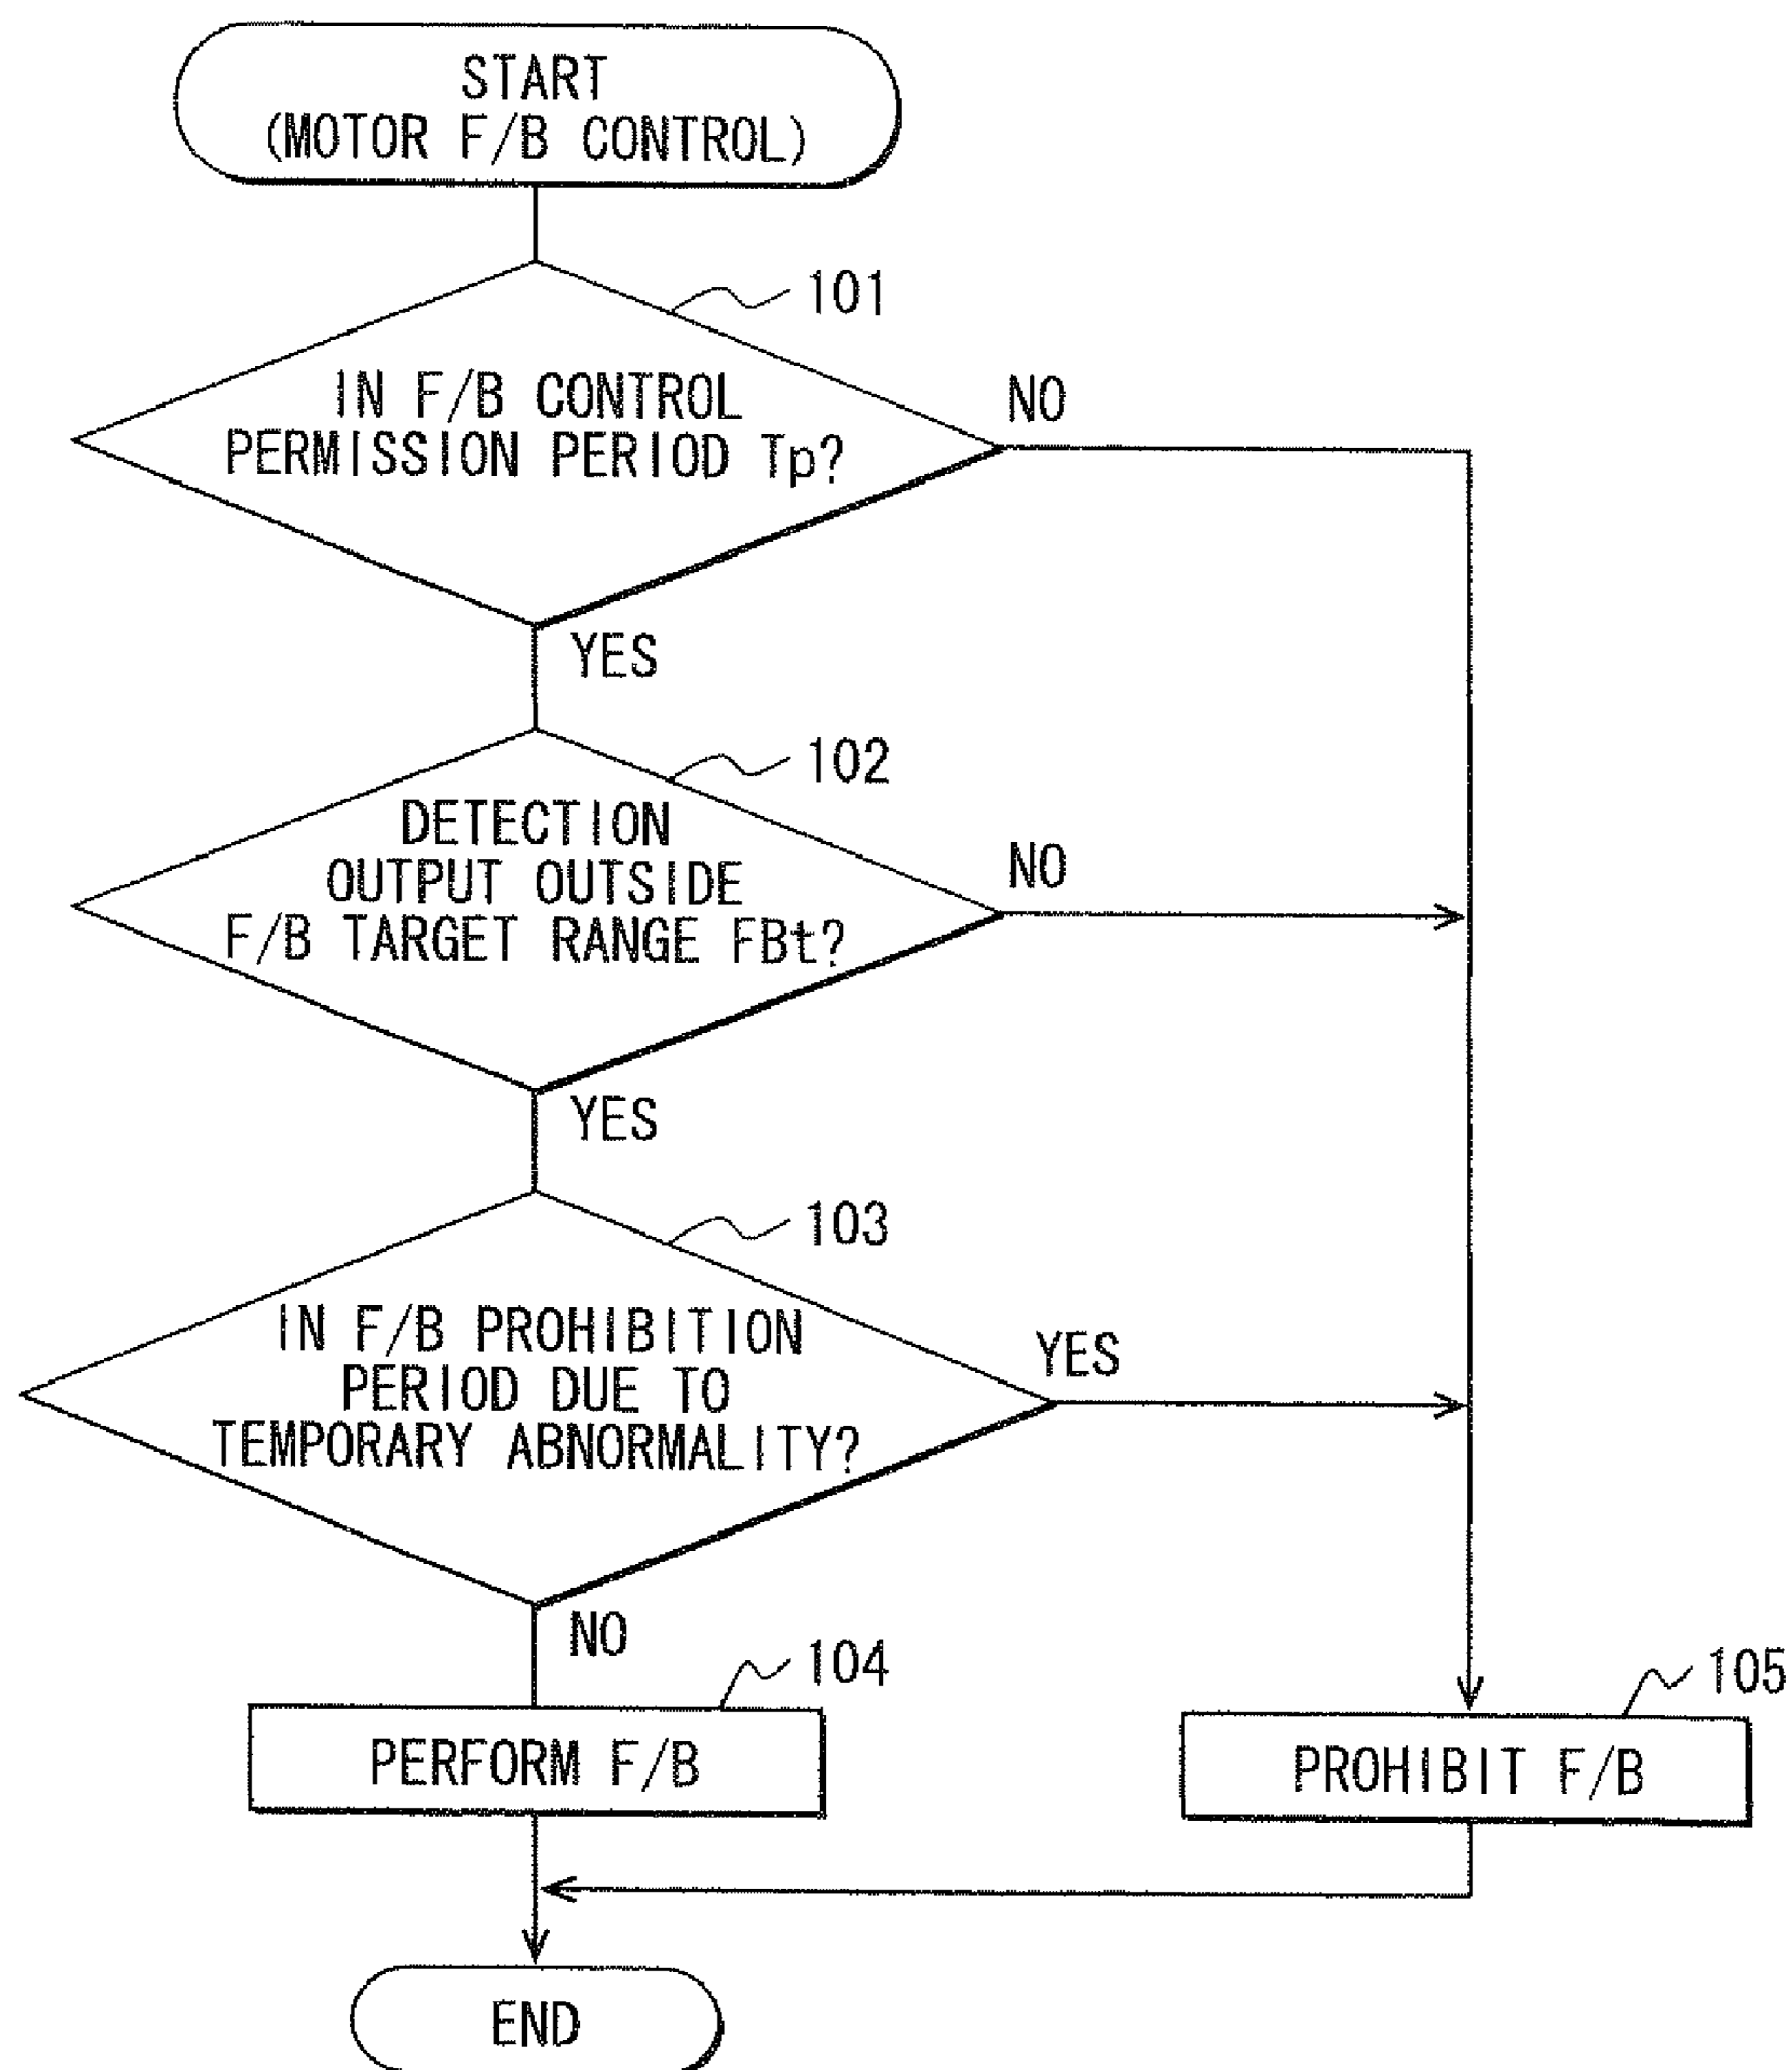 START
(MOTOR F/B CONTROL)
101
IN F/B CONTROL
PERMISSION PERIOD Tp?
NO
YES
102
DETECTION
OUTPUT OUTSIDE
F/B TARGET RANGE FBt?
NO
YES
103
IN F/B PROHIBITION
PERIOD DUE TO
TEMPORARY ABNORMALITY?
YES
NO
104
PERFORM F/B
105
PROHIBIT F/B
END